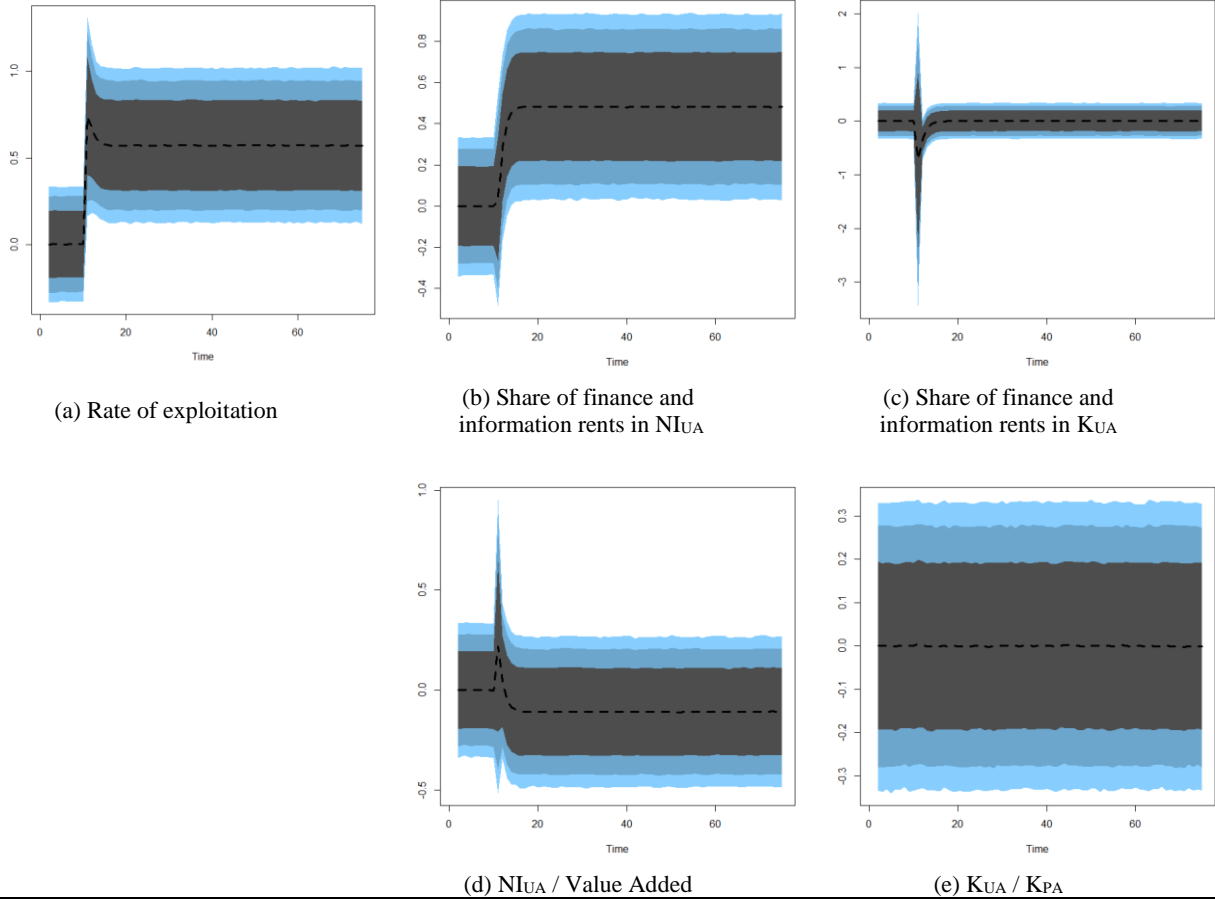 1.0
0.5
0.0
0 20 40 60
Time
(a) Rate of exploitation
0.8
0.6
0.4
0.2
0.0
-0.2
-0.4
0 20 40 60
Time
(b) Share of finance and
information rents in NIUA
2
1
0
-1
-2
-3
0 20 40 60
Time
(c) Share of finance and
information rents in KUA
1.0
0.5
0.0
-0.5
0 20 40 60
Time
(d) NIUA / Value Added
0.3
0.2
0.1
0.0
-0.1
-0.2
-0.3
0 20 40 60
Time
(e) KUA / KPA